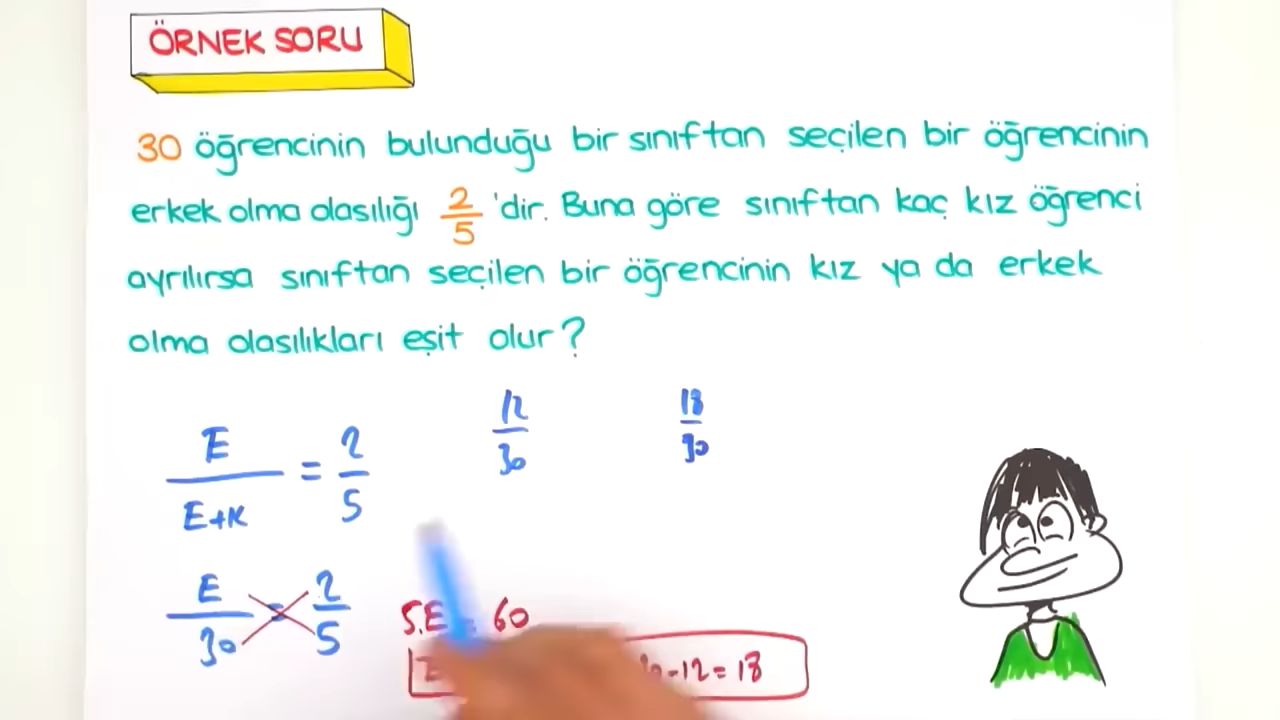 ÖRNEK SORU
30 öğrencinin bulunduğu bir sınıftan seçilen bir öğrencinin
erkek olma olasılığı 2/5 'dir. Buna göre sınıftan kaç kız öğrenci
ayrılırsa sınıftan seçilen bir öğrencinin kız ya da erkek
olma olasılıkları eşit olur?
E/E+K = 2/5
12/30 18/30
E/30 = 2/5
5.E = 60
-12=18